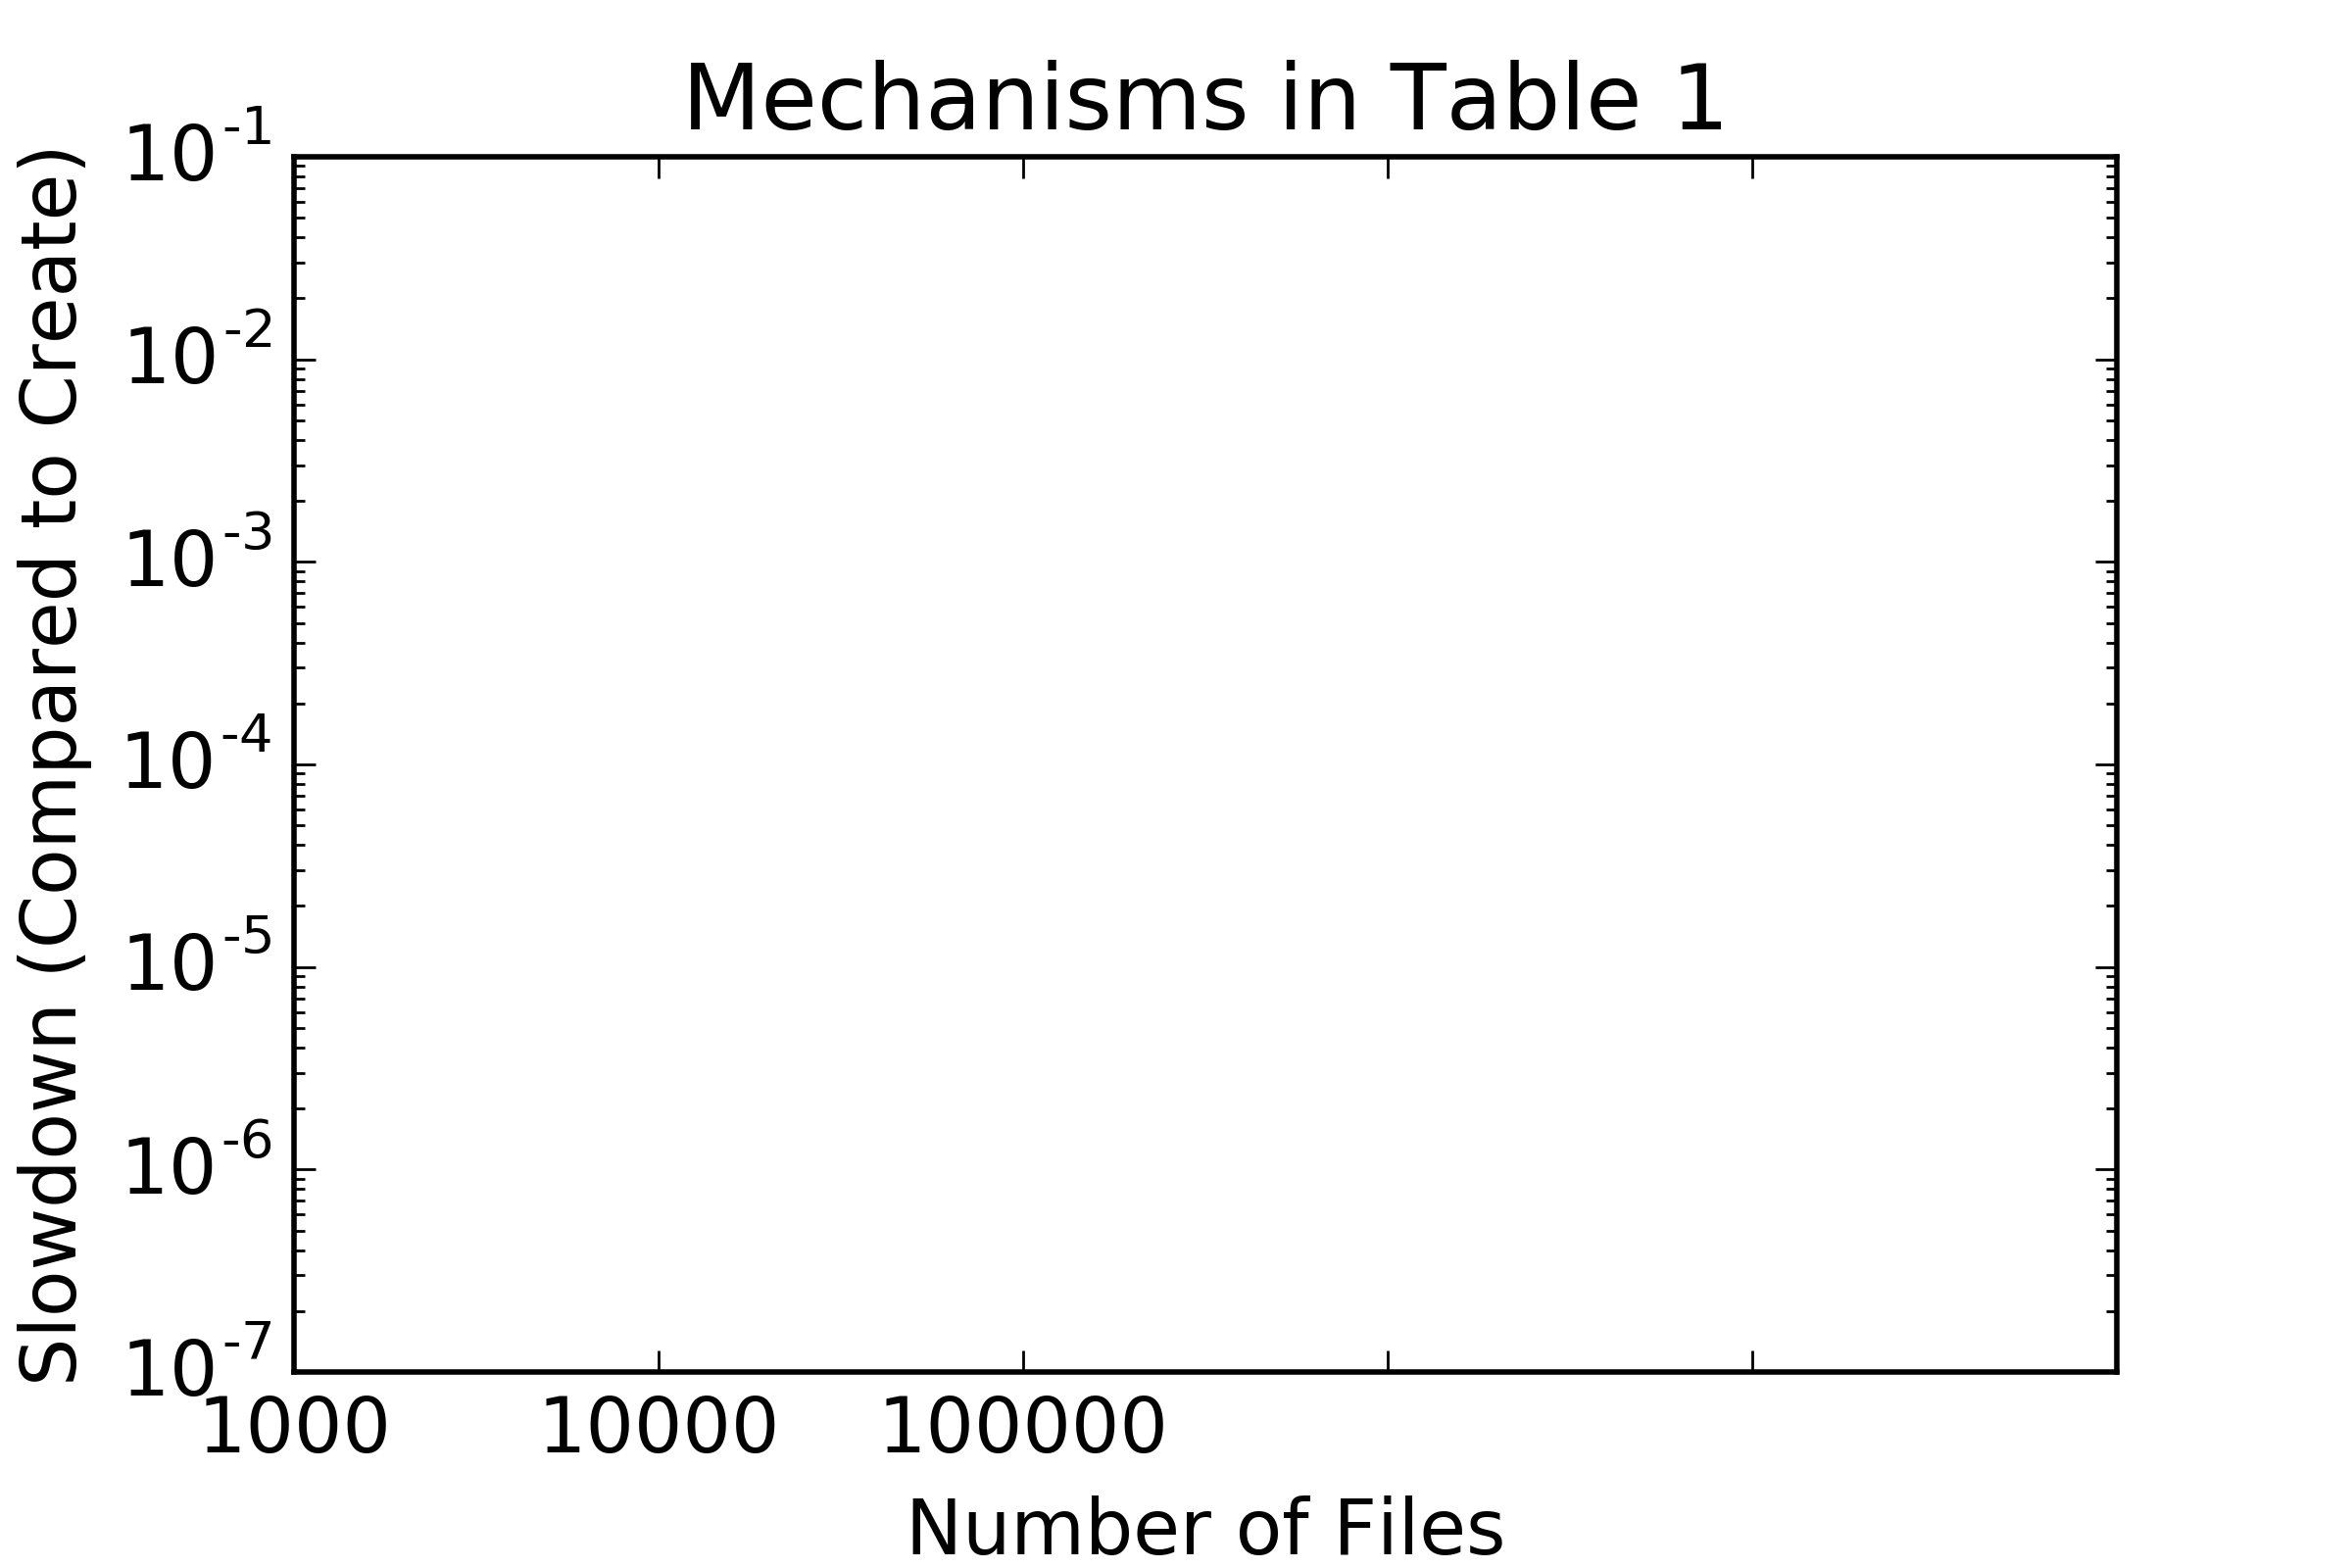 Mechanisms in Table 1
Slowdown (Compared to Create)
10^-1
10^-2
10^-3
10^-4
10^-5
10^-6
10^-7
1000 10000 100000
Number of Files